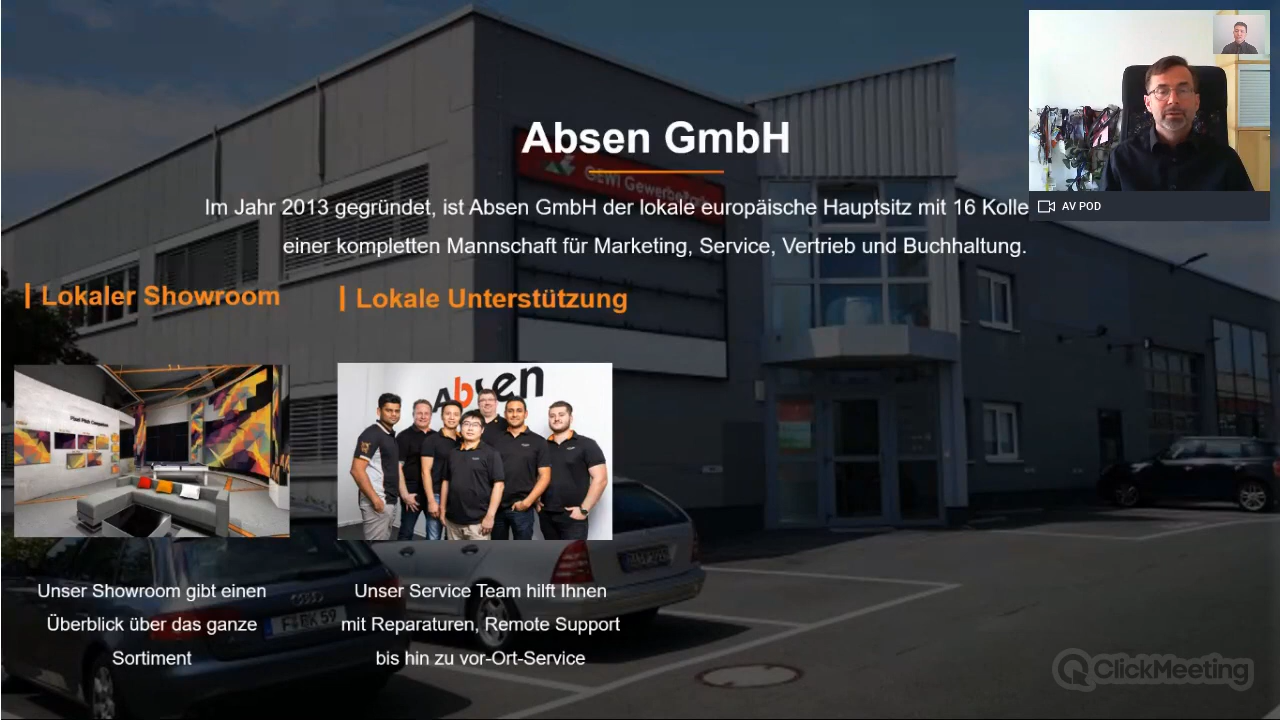 Absen GmbH
GEWI Gewerbe
Im Jahr 2013 gegründet, ist Absen GmbH der lokale europäische Hauptsitz mit 16 Kolle
einer kompletten Mannschaft für Marketing, Service, Vertrieb und Buchhaltung.
AV POD
Lokaler Showroom
Lokale Unterstützung
Absen
Unser Showroom gibt einen
Überblick über das ganze
Sortiment
Unser Service Team hilft Ihnen
mit Reparaturen, Remote Support
bis hin zu vor-Ort-Service
ClickMeeting